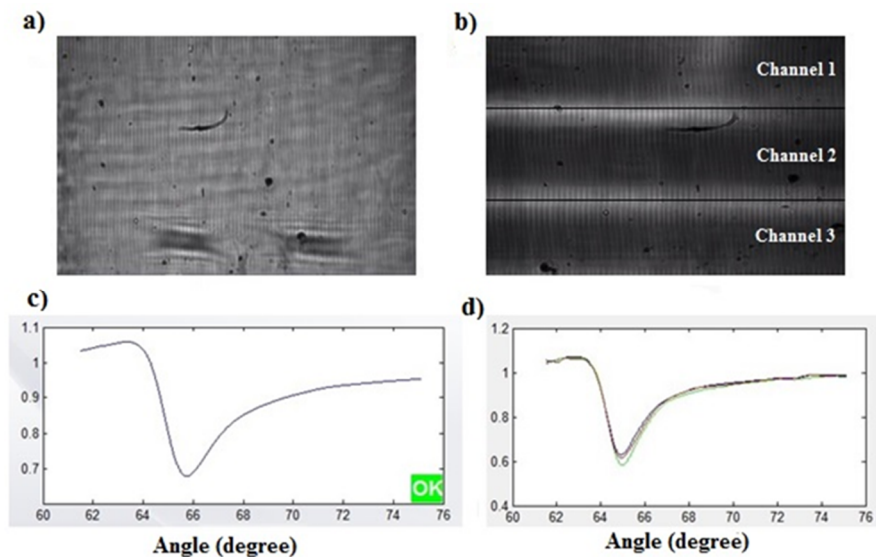 a)
b)
Channel 1
Channel 2
Channel 3
c)
1.1
1
0.9
0.8
0.7
60 62 64 66 68 70 72 74 76
OK
Angle (degree)
d)
1.2
1
0.8
0.6
0.4
60 62 64 66 68 70 72 74 76
Angle (degree)